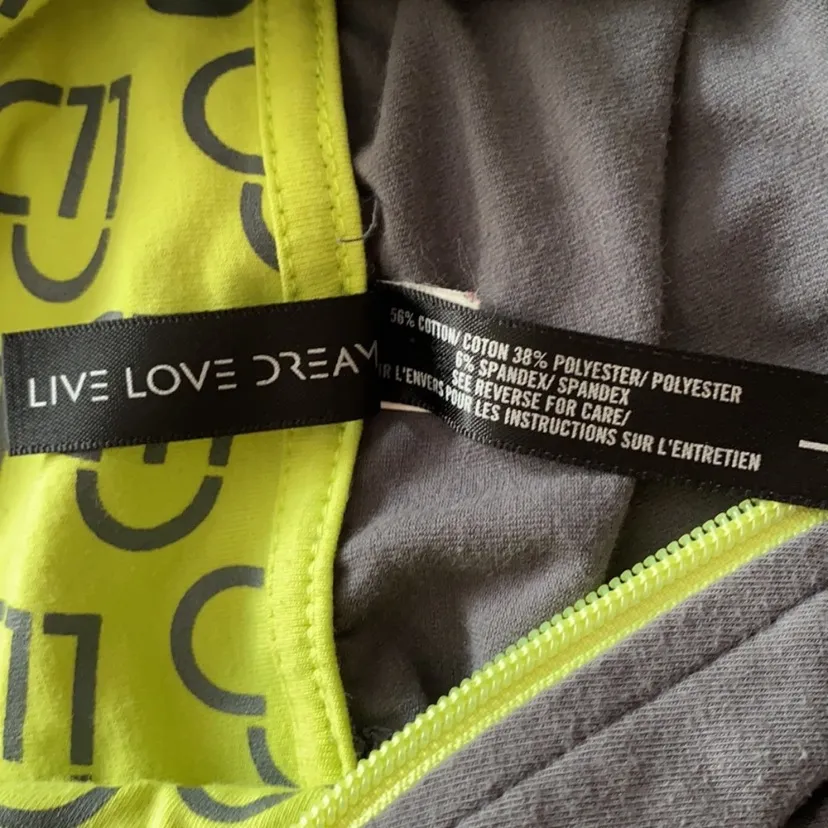 LIVE LOVE DREAM
56% COTTON/ COTON 38% POLYESTER/ POLYESTER
6% SPANDEX/ SPANDEX
SEE REVERSE FOR CARE/
L'ENVERS POUR LES INSTRUCTIONS SUR L'ENTRETIEN